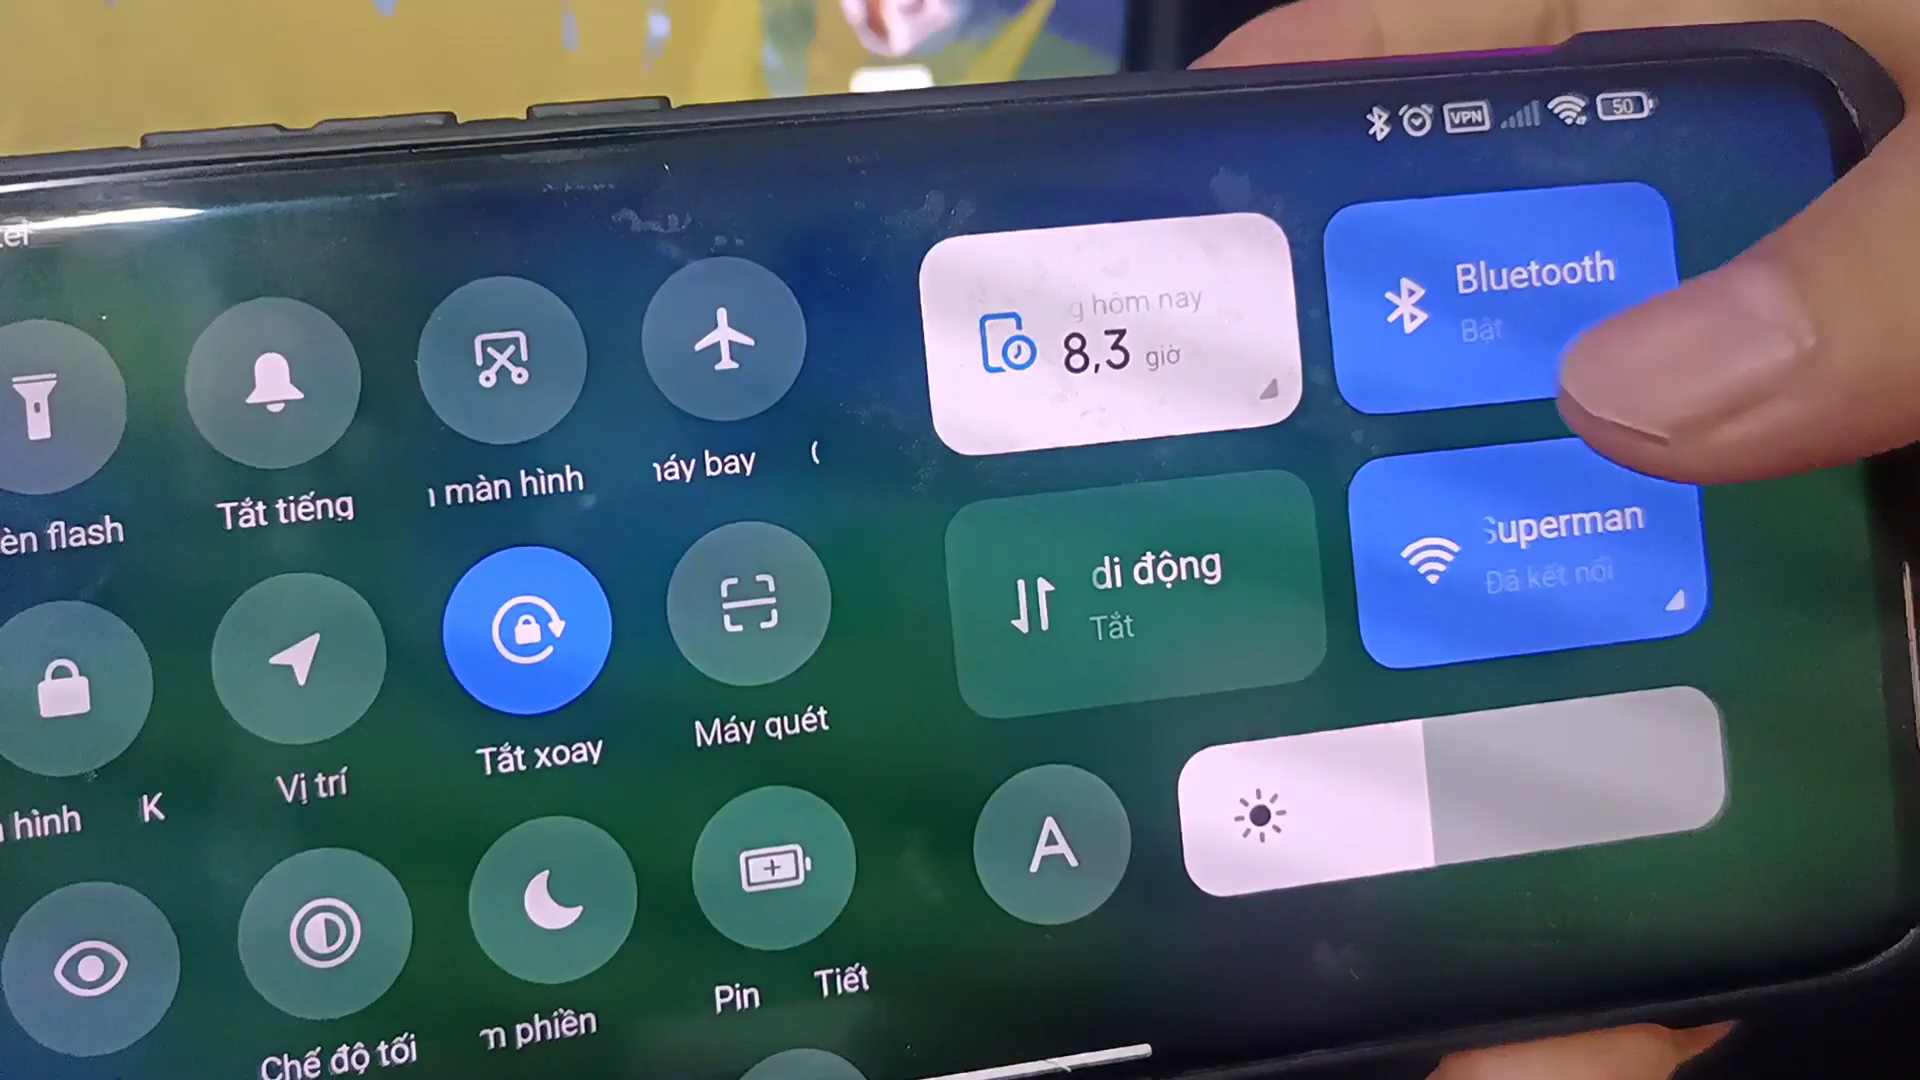 VPN
50
g hôm nay
8,3 giờ
Bluetooth
Bật
èn flash
Tắt tiếng
màn hình
áy bay
di động
Tắt
Superman
Đã kết nối
hình
K
Vị trí
Tắt xoay
Máy quét
A
Chế độ tối
m phiền
Pin
Tiết